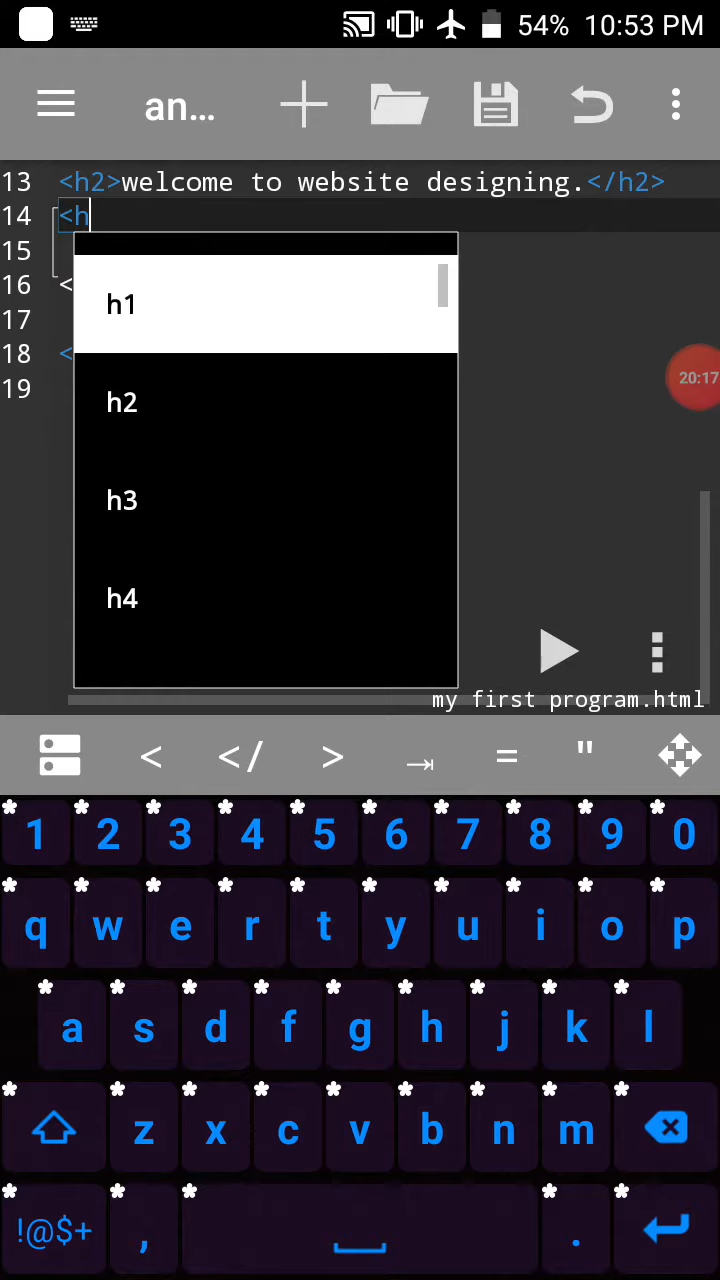 54% 10:53 PM
an...
13 <h2>welcome to website designing.</h2>
14 <h
15
16 <
17
18 <
19
h1
h2
h3
h4
20:17
my first program.html
< </ > = "
1 2 3 4 5 6 7 8 9 0
q w e r t y u i o p
a s d f g h j k l
z x c v b n m
!@$+ , .